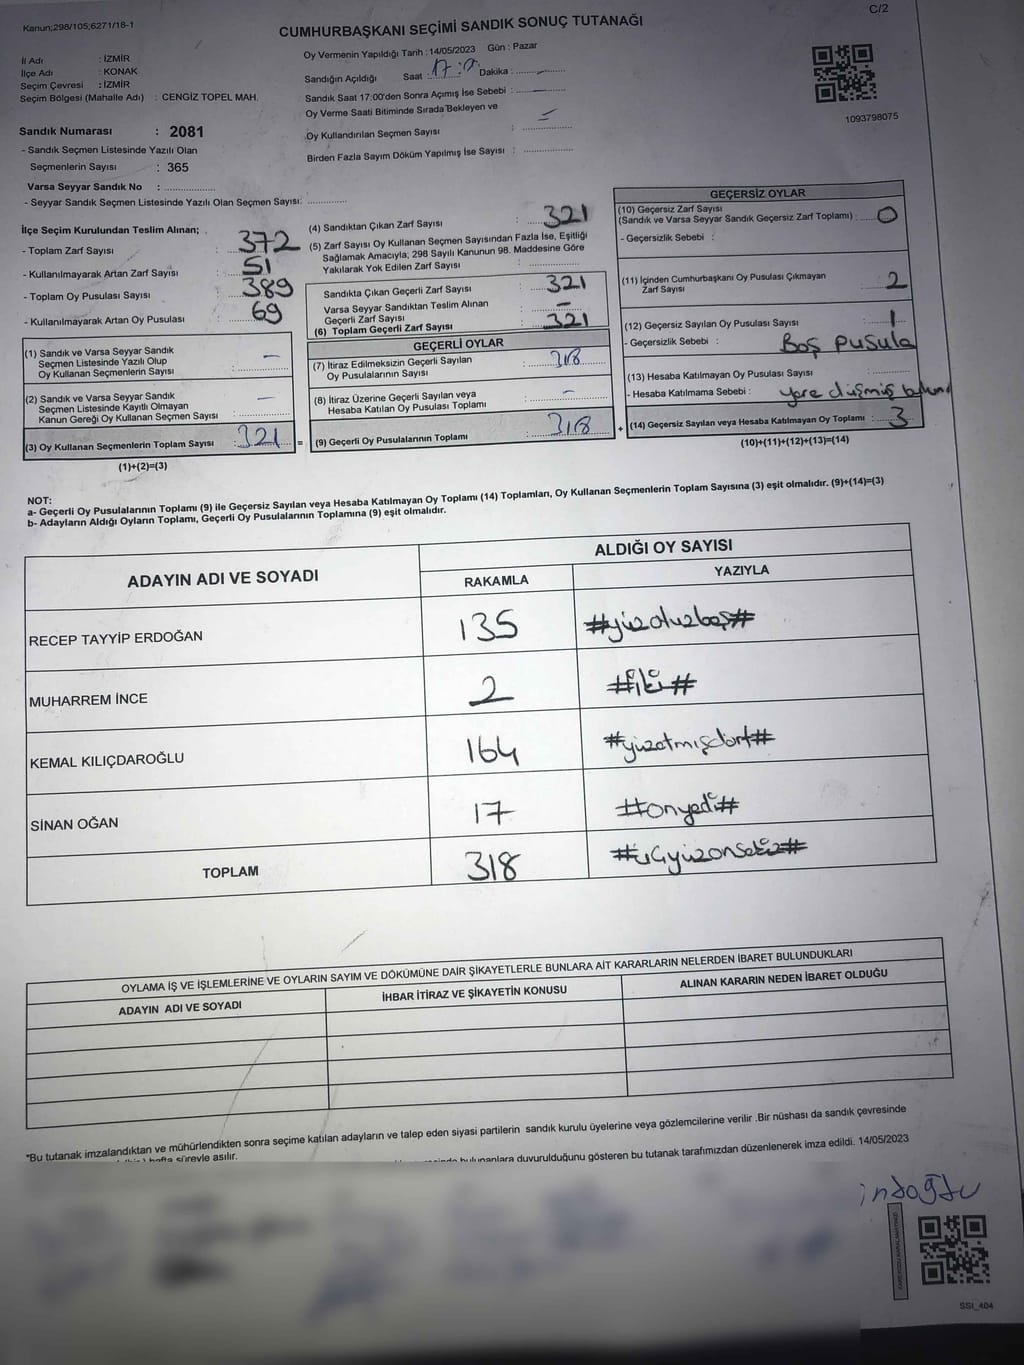 Kanun;298/105;6271/18-1
C/2
CUMHURBAŞKANI SEÇİMİ SANDIK SONUÇ TUTANAĞI
İl Adı : İZMİR
İlçe Adı : KONAK
Seçim Çevresi : İZMİR
Seçim Bölgesi (Mahalle Adı) : CENGİZ TOPEL MAH.
Sandık Numarası : 2081
- Sandık Seçmen Listesinde Yazılı Olan
Seçmenlerin Sayısı : 365
Varsa Seyyar Sandık No : ..................
- Seyyar Sandık Seçmen Listesinde Yazılı Olan Seçmen Sayısı: .............
Oy Vermenin Yapıldığı Tarih : 14/05/2023 Gün : Pazar
Sandığın Açıldığı Saat : 17:0 Dakika :
Sandık Saat 17:00'den Sonra Açımış İse Sebebi : —
Oy Verme Saati Bitiminde Sırada Bekleyen ve
Oy Kullandırılan Seçmen Sayısı :
Birden Fazla Sayım Döküm Yapılmış İse Sayısı :
1093798075
İlçe Seçim Kurulundan Teslim Alınan;
- Toplam Zarf Sayısı : 372
- Kullanılmayarak Artan Zarf Sayısı : 51
- Toplam Oy Pusulası Sayısı : 389
- Kullanılmayarak Artan Oy Pusulası : 69
(1) Sandık ve Varsa Seyyar Sandık
Seçmen Listesinde Yazılı Olup
Oy Kullanan Seçmenlerin Sayısı : —
(2) Sandık ve Varsa Seyyar Sandık
Seçmen Listesinde Kayıtlı Olmayan
Kanun Gereği Oy Kullanan Seçmen Sayısı : —
(3) Oy Kullanan Seçmenlerin Toplam Sayısı : 321 =
(1)+(2)=(3)
(4) Sandıktan Çıkan Zarf Sayısı : 321
(5) Zarf Sayısı Oy Kullanan Seçmen Sayısından Fazla İse, Eşitliği
Sağlamak Amacıyla; 298 Sayılı Kanunun 98. Maddesine Göre
Yakılarak Yok Edilen Zarf Sayısı :
Sandıkta Çıkan Geçerli Zarf Sayısı : 321
Varsa Seyyar Sandıktan Teslim Alınan
Geçerli Zarf Sayısı : —
(6) Toplam Geçerli Zarf Sayısı : 321
GEÇERLİ OYLAR
(7) İtiraz Edilmeksizin Geçerli Sayılan
Oy Pusulalarının Sayısı : 318
(8) İtiraz Üzerine Geçerli Sayılan veya
Hesaba Katılan Oy Pusulası Toplamı : —
(9) Geçerli Oy Pusulalarının Toplamı : 318 +
GEÇERSİZ OYLAR
(10) Geçersiz Zarf Sayısı
(Sandık ve Varsa Seyyar Sandık Geçersiz Zarf Toplamı) : 0
- Geçersizlik Sebebi :
(11) İçinden Cumhurbaşkanı Oy Pusulası Çıkmayan
Zarf Sayısı : 2
(12) Geçersiz Sayılan Oy Pusulası Sayısı : 1
- Geçersizlik Sebebi : Boş pusula
(13) Hesaba Katılmayan Oy Pusulası Sayısı :
- Hesaba Katılmama Sebebi : yere düşmiş
(14) Geçersiz Sayılan veya Hesaba Katılmayan Oy Toplamı : 3
(10)+(11)+(12)+(13)=(14)
NOT:
a- Geçerli Oy Pusulalarının Toplamı (9) ile Geçersiz Sayılan veya Hesaba Katılmayan Oy Toplamı (14) Toplamları, Oy Kullanan Seçmenlerin Toplam Sayısına (3) eşit olmalıdır. (9)+(14)=(3)
b- Adayların Aldığı Oyların Toplamı, Geçerli Oy Pusulalarının Toplamına (9) eşit olmalıdır.
ADAYIN ADI VE SOYADI
ALDIĞI OY SAYISI
RAKAMLA YAZIYLA
RECEP TAYYİP ERDOĞAN 135 #yüzotuzbeş#
MUHARREM İNCE 2 #iki#
KEMAL KILIÇDAROĞLU 164 #yüzatmışdört#
SİNAN OĞAN 17 #onyedi#
TOPLAM 318 #üçyüzonsekiz#
OYLAMA İŞ VE İŞLEMLERİNE VE OYLARIN SAYIM VE DÖKÜMÜNE DAİR ŞİKAYETLERLE BUNLARA AİT KARARLARIN NELERDEN İBARET BULUNDUKLARI
ADAYIN ADI VE SOYADI İHBAR İTİRAZ VE ŞİKAYETİN KONUSU ALINAN KARARIN NEDEN İBARET OLDUĞU
*Bu tutanak imzalandıktan ve mühürlendikten sonra seçime katılan adayların ve talep eden siyasi partilerin sandık kurulu üyelerine veya gözlemcilerine verilir .Bir nüshası da sandık çevresinde
hafta süreyle asılır.
bulunanlara duyurulduğunu gösteren bu tutanak tarafımızdan düzenlenerek imza edildi. 14/05/2023
SSI_404